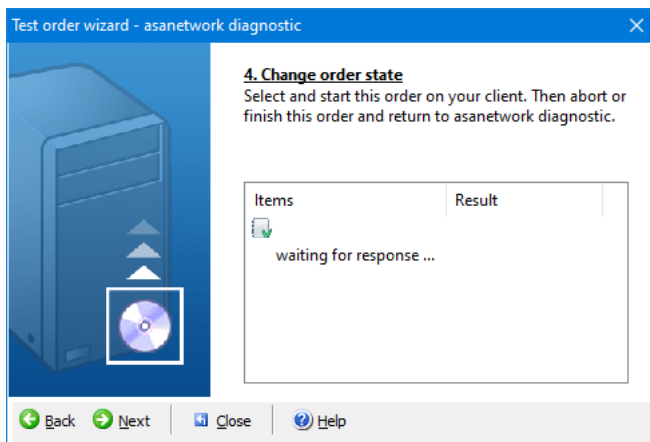 Test order wizard - asanetwork diagnostic
4. Change order state
Select and start this order on your client. Then abort or
finish this order and return to asanetwork diagnostic.
Items Result
waiting for response ...
Back Next Close Help